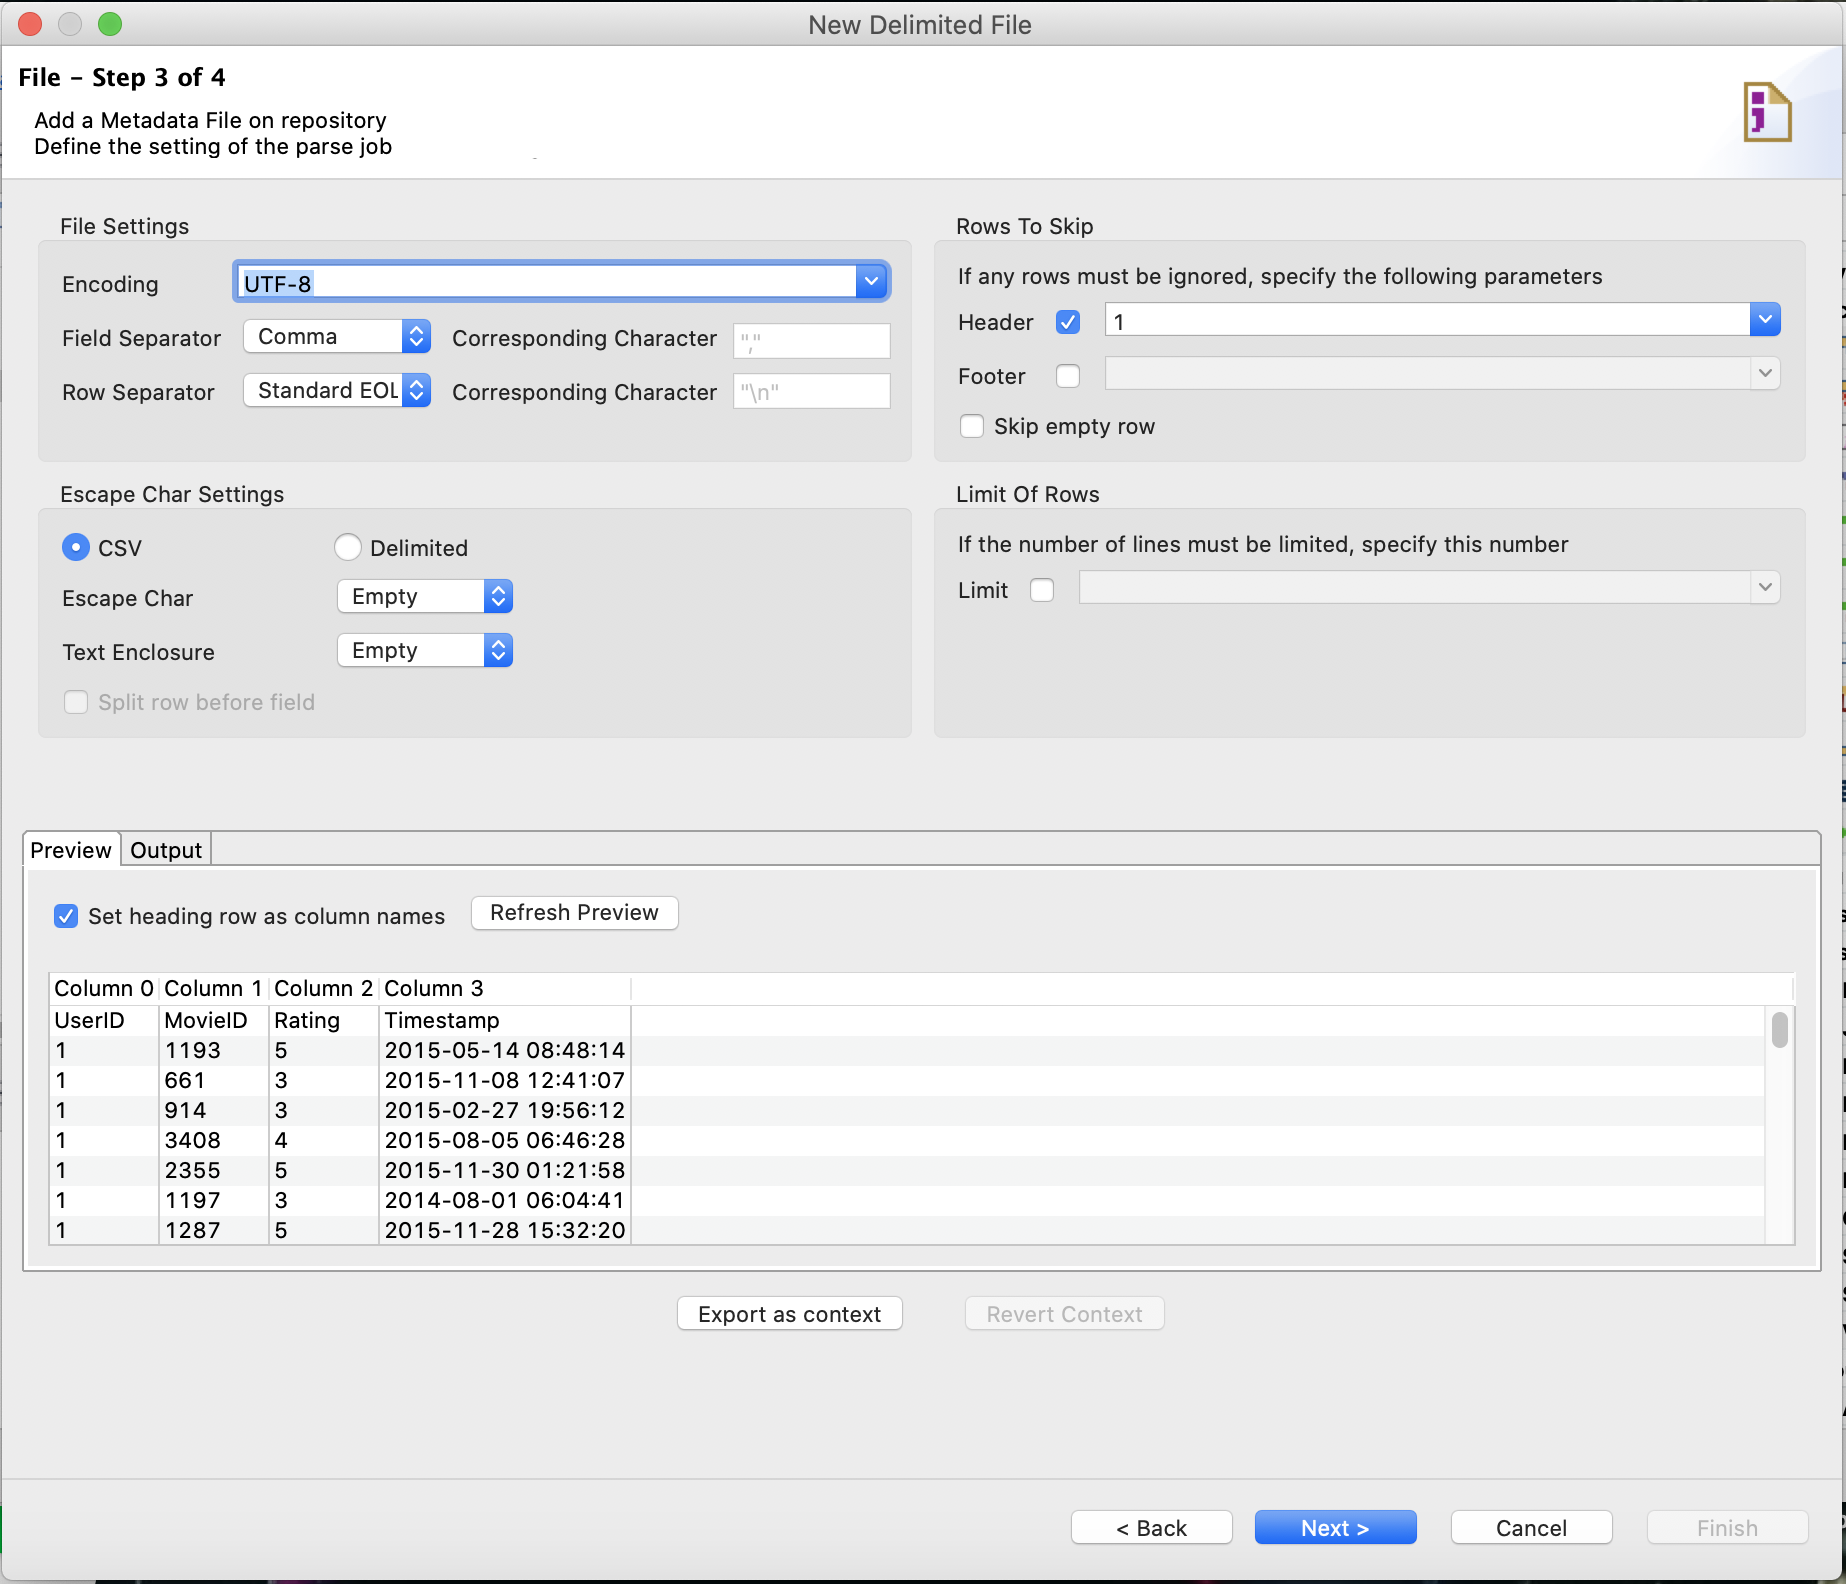 New Delimited File
File – Step 3 of 4
Add a Metadata File on repository
Define the setting of the parse job
File Settings
Encoding UTF-8
Field Separator Comma Corresponding Character ","
Row Separator Standard EOL Corresponding Character "\n"
Rows To Skip
If any rows must be ignored, specify the following parameters
Header 1
Footer
Skip empty row
Escape Char Settings
CSV Delimited
Escape Char Empty
Text Enclosure Empty
Split row before field
Limit Of Rows
If the number of lines must be limited, specify this number
Limit
Preview Output
Set heading row as column names Refresh Preview
Column 0 Column 1 Column 2 Column 3
UserID MovieID Rating Timestamp
1 1193 5 2015-05-14 08:48:14
1 661 3 2015-11-08 12:41:07
1 914 3 2015-02-27 19:56:12
1 3408 4 2015-08-05 06:46:28
1 2355 5 2015-11-30 01:21:58
1 1197 3 2014-08-01 06:04:41
1 1287 5 2015-11-28 15:32:20
Export as context Revert Context
< Back Next > Cancel Finish